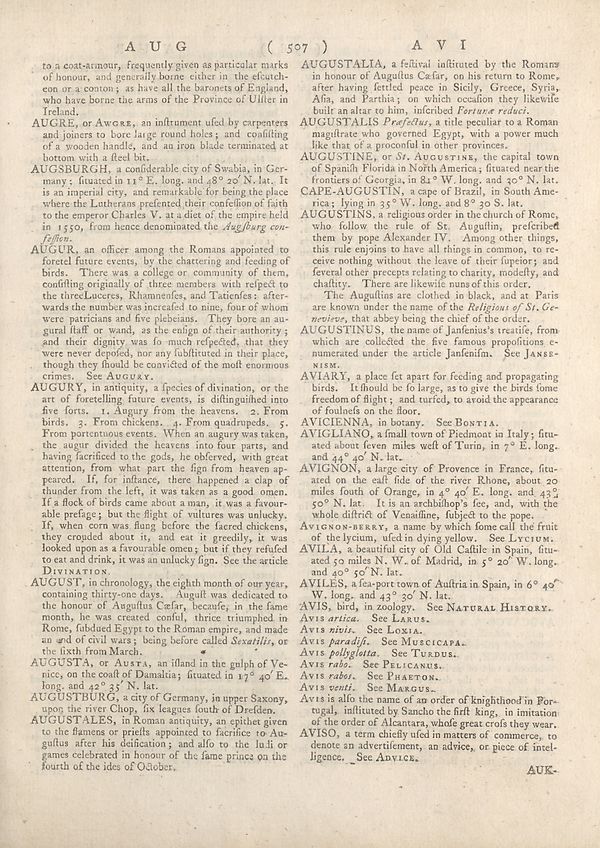 A U G
( 507 )
A V I
to a coat-armour, frequently given as particular marks
of honour, and generally borne either in the eſcutch-
eon or a canton; as have all the baronets of England,
who have borne the arms of the Province of Ulſter in
Ireland.
AUGRE, or AWGRE, an inſtrument uſed by carpenters
and joiners to bore large round holes; and conſiſting
of a wooden handle, and an iron blade terminated at
bottom with a ſteel bit.
AUGSBURGH, a conſiderable city of Swabia, in Ger-
many; ſituated in 11° E. long. and 48° 20′ N. lat. It
is an imperial city, and remarkable for being the place
where the Lutherans preſented their confeſſion of faith
to the emperor Charles V. at a diet of the empire held
in 1550, from hence denominated the Augſburg con-
feſſion.
AUGUR, an officer among the Romans appointed to
foretel future events, by the chattering and feeding of
birds. There was a college or community of them,
conſiſting originally of three members with reſpect to
the three Luceres, Rhamnenſes, and Tatienſes: after-
wards the number was increaſed to nine, four of whom
were patricians and five plebeians. They bore an au-
gural ſtaff or wand, as the enſign of their authority;
and their dignity was ſo much reſpected, that they
were never depoſed, nor any ſubſtituted in their place,
though they ſhould be convicted of the moſt enormous
crimes. See AUGURY.
AUGURY, in antiquity, a ſpecies of divination, or the
art of foretelling future events, is diſtinguiſhed into
five ſorts. 1. Augury from the heavens. 2. From
birds. 3. From chickens. 4. From quadrupeds. 5.
From portentuous events. When an augury was taken,
the augur divided the heavens into four parts, and
having ſacrificed to the gods, he obſerved, with great
attention, from what part the ſign from heaven ap-
peared. If, for inſtance, there happened a clap of
thunder from the left, it was taken as a good omen.
If a flock of birds came about a man, it was a favour-
able preſage; but the flight of vultures was unlucky.
If, when corn was flung before the ſacred chickens,
they crouded about it, and eat it greedily, it was
looked upon as a favourable omen; but if they refuſed
to eat and drink, it was an unlucky ſign. See the article
DIVINATION.
AUGUST, in chronology, the eighth month of our year,
containing thirty-one days. Auguſt was dedicated to
the honour of Auguſtus Cæſar, becauſe, in the ſame
month, he was created conſul, thrice triumphed in
Rome, ſubdued Egypt to the Roman empire, and made
an end of civil wars; being before called Sextilis, or
the ſixth from March.
AUGUSTA, or AUSTA, an iſland in the gulph of Ve-
nice, on the coaſt of Damaltia; ſituated in 17° 40′ E.
long. and 42° 35′ N. lat.
AUGUSTBURG, a city of Germany, in upper Saxony,
upon the river Chop, ſix leagues ſouth of Dreſden.
AUGUSTALES, in Roman antiquity, an epithet given
to the flamens or prieſts appointed to ſacrifice to Au-
guſtus after his deification; and alſo to the ludi or
games celebrated in honour of the ſame prince on the
fourth of the ides of October.
AUGUSTALIA, a feſtival inſtituted by the Romans
in honour of Auguſtus Cæſar, on his return to Rome,
after having ſettled peace in Sicily, Greece, Syria,
Aſia, and Parthia; on which occaſion they likewiſe
built an altar to him, inſcribed Fortunæ reduci.
AUGUSTALIS Præfectus, a title peculiar to a Roman
magiſtrate who governed Egypt, with a power much
like that of a proconſul in other provinces.
AUGUSTINE, or St. AUGUSTINE, the capital town
of Spaniſh Florida in North America; ſituated near the
frontiers of Georgia, in 81° W. long. and 30° N. lat.
CAPE-AUGUSTIN, a cape of Brazil, in South Ame-
rica; lying in 35° W. long. and 8° 30 S. lat.
AUGUSTINS, a religious order in the church of Rome,
who follow the rule of St. Auguſtin, preſcribed
them by pope Alexander IV. Among other things,
this rule enjoins to have all things in common, to re-
ceive nothing without the leave of their ſuperior; and
ſeveral other precepts relating to charity, modeſty, and
chaſtity. There are likewiſe nuns of this order.
The Auguſtins are clothed in black, and at Paris
are known under the name of the Religious of St. Ge-
nevieve, that abbey being the chief of the order.
AUGUSTINUS, the name of Janſenius's treatiſe, from
which are collected the five famous propoſitions e-
numerated under the article Janſeniſm. See JANSE-
NISM.
AVIARY, a place ſet apart for feeding and propagating
birds. It ſhould be ſo large, as to give the birds ſome
freedom of flight; and turfed, to avoid the appearance
of foulneſs on the floor.
AVICIENNA, in botany. See BONTIA.
AVIGLIANO, a ſmall town of Piedmont in Italy; ſitu-
ated about ſeven miles weſt of Turin, in 7° E. long.
and 44° 40′ N. lat.
AVIGNON, a large city of Provence in France, ſitu-
ated on the eaſt ſide of the river Rhone, about 20
miles ſouth of Orange, in 4° 40′ E. long. and 43°
50° N. lat. It is an archbiſhop's ſee, and, with the
whole diſtrict of Venaiſſine, ſubject to the pope.
AVIGNON-BERRY, a name by which ſome call the fruit
of the lycium, uſed in dying yellow. See LYCIUM.
AVILA, a beautiful city of Old Caſtile in Spain, ſitu-
ated 50 miles N. W. of Madrid, in 5° 20′ W. long.
and 40° 50′ N. lat.
AVILES, a ſea-port town of Auſtria in Spain, in 6° 40′
W. long. and 43° 30′ N. lat.
AVIS, bird, in zoology. See NATURAL HISTORY.
AVIS artica. See LARUS.
AVIS nivis. See LOXIA.
AVIS paradiſi. See MUSCICAPA.
AVIS pollyglotta. See TURDUS.
AVIS rabo. See PELICANUS.
AVIS rabos. See PHAETON.
AVIS venti. See MARGUS.
AVIS is alſo the name of an order of knighthood in Por-
tugal, inſtituted by Sancho the firſt king, in imitation
of the order of Alcantara, whoſe great croſs they wear.
AVISO, a term chiefly uſed in matters of commerce, to
denote an advertiſement, an advice, or piece of intel-
ligence. See ADVICE.
AUK-